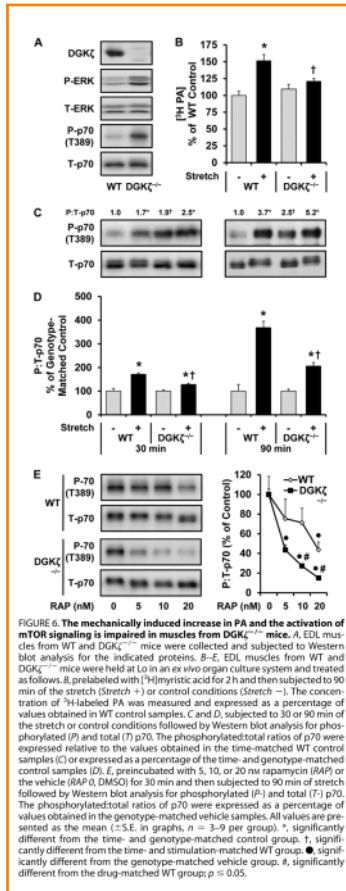 A
DGKζ
P-ERK
T-ERK
P-p70
(T389)
T-p70
WT DGKζ−/−
B
[³H PA]
% of WT Control
175
150
125
100
75
50
25
0
*
†
- + - +
Stretch
WT DGKζ−/−
C
P:T-p70 1.0 1.7* 1.9† 2.5* 1.0 3.7* 2.5† 5.2*
P-p70
(T389)
T-p70
D
P:T-p70
% of Genotype-
Matched Control
500
400
300
200
100
0
* *† * *†
Stretch - + - + - + - +
WT DGKζ−/− WT DGKζ−/−
30 min 90 min
E
WT
P-70
(T389)
T-p70
DGKζ
−/−
P-p70
(T389)
T-p70
RAP (nM) 0 5 10 20
P:T-p70 (% of Control)
120
100
80
60
40
20
0
WT
DGKζ
−/−
# #
0 5 10 20
RAP (nM)
FIGURE 6. The mechanically induced increase in PA and the activation of
mTOR signaling is impaired in muscles from DGKζ−/− mice. A, EDL mus-
cles from WT and DGKζ−/− mice were collected and subjected to Western
blot analysis for the indicated proteins. B–E, EDL muscles from WT and
DGKζ−/− mice were held at Lo in an ex vivo organ culture system and treated
as follows. B, prelabeled with [³H]myristic acid for 2 h and then subjected to 90
min of the stretch (Stretch +) or control conditions (Stretch −). The concen-
tration of ³H-labeled PA was measured and expressed as a percentage of
values obtained in WT control samples. C and D, subjected to 30 or 90 min of
the stretch or control conditions followed by Western blot analysis for phos-
phorylated (P) and total (T) p70. The phosphorylated:total ratios of p70 were
expressed relative to the values obtained in the time-matched WT control
samples (C) or expressed as a percentage of the time- and genotype-matched
control samples (D). E, preincubated with 5, 10, or 20 nM rapamycin (RAP) or
the vehicle (RAP 0, DMSO) for 30 min and then subjected to 90 min of stretch
followed by Western blot analysis for phosphorylated (P-) and total (T-) p70.
The phosphorylated:total ratios of p70 were expressed as a percentage of
values obtained in the genotype-matched vehicle samples. All values are pre-
sented as the mean (±S.E. in graphs, n = 3–9 per group). *, significantly
different from the time- and genotype-matched control group. †, signifi-
cantly different from the time- and stimulation-matched WT group. ●, signif-
icantly different from the genotype-matched vehicle group. #, significantly
different from the drug-matched WT group; p ≤ 0.05.